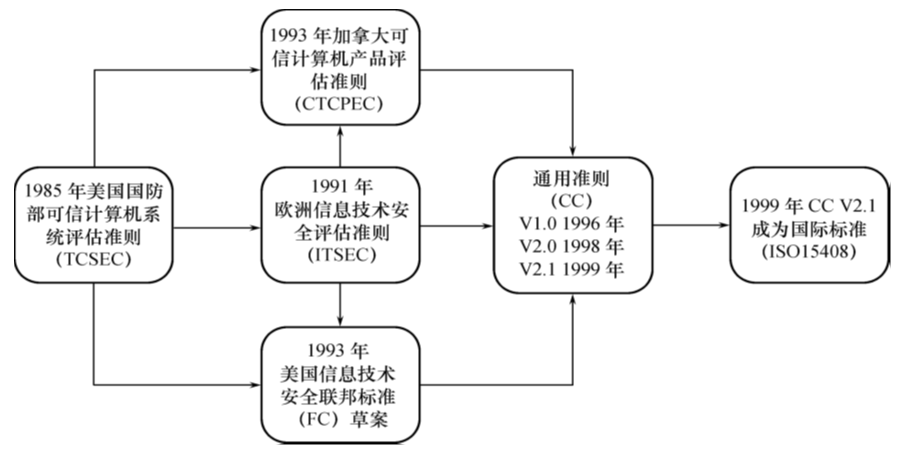 1993 年加拿大可
信计算机产品评
估准则
(CTCPEC)
1985 年美国国防
部可信计算机系
统评估准则
(TCSEC)
1991 年
欧洲信息技术安
全评估准则
(ITSEC)
1993 年
美国信息技术
安全联邦标准
(FC) 草案
通用准则
(CC)
V1.0 1996 年
V2.0 1998 年
V2.1 1999 年
1999 年 CC V2.1
成为国际标准
(ISO15408)